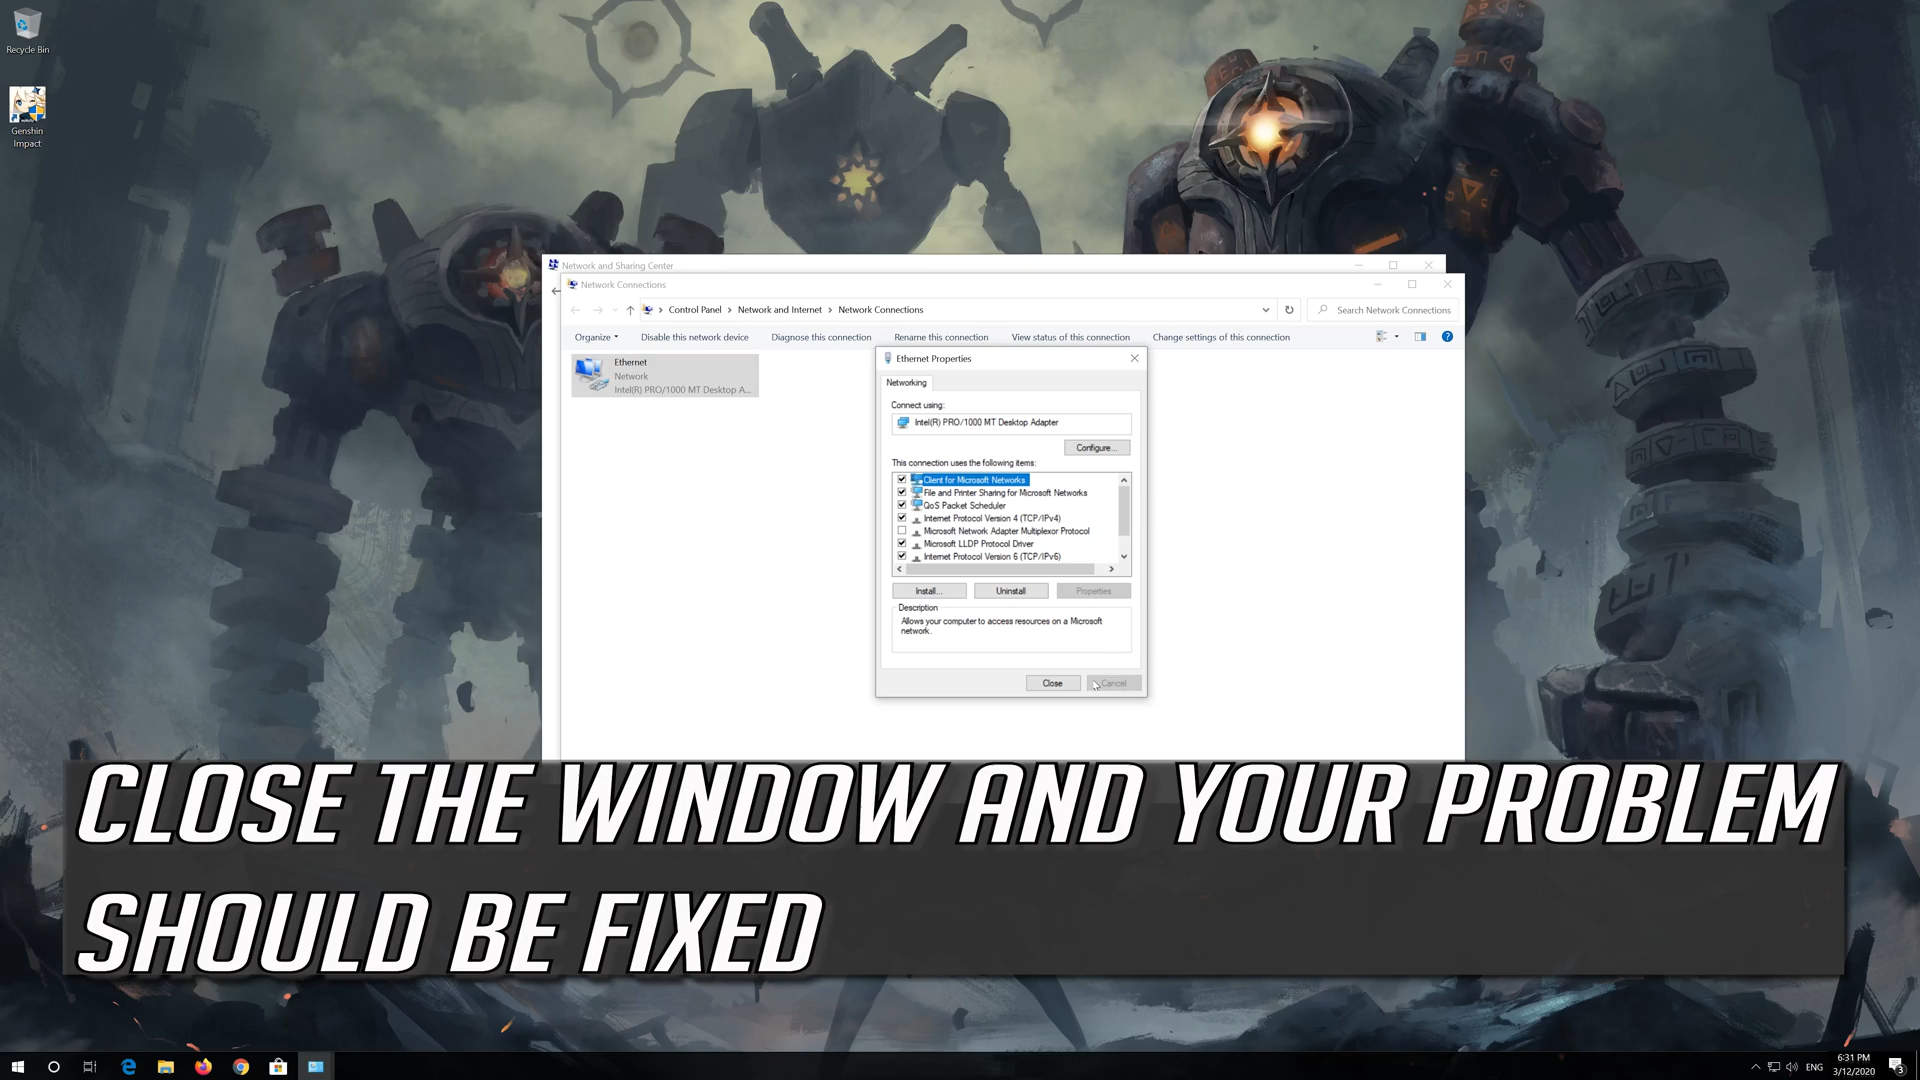 Recycle Bin
Genshin
Impact
Network and Sharing Center
Network Connections
Control Panel > Network and Internet > Network Connections
Search Network Connections
Organize
Disable this network device
Diagnose this connection
Rename this connection
View status of this connection
Change settings of this connection
Ethernet
Network
Intel(R) PRO/1000 MT Desktop A...
Ethernet Properties
Networking
Connect using:
Intel(R) PRO/1000 MT Desktop Adapter
Configure...
This connection uses the following items:
Client for Microsoft Networks
File and Printer Sharing for Microsoft Networks
QoS Packet Scheduler
Internet Protocol Version 4 (TCP/IPv4)
Microsoft Network Adapter Multiplexor Protocol
Microsoft LLDP Protocol Driver
Internet Protocol Version 6 (TCP/IPv6)
Install...
Uninstall
Properties
Description
Allows your computer to access resources on a Microsoft
network.
Close
Cancel
CLOSE THE WINDOW AND YOUR PROBLEM
SHOULD BE FIXED
ENG
6:31 PM
3/12/2020
3